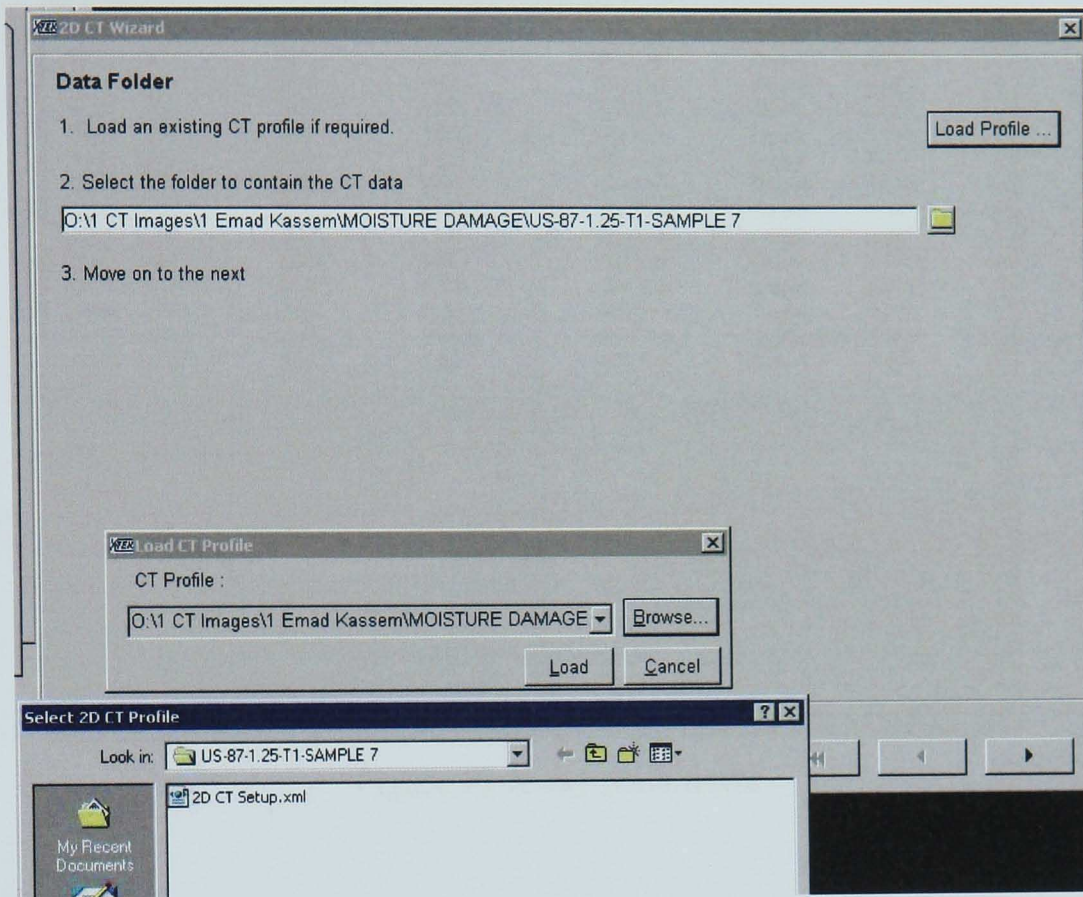 XTEK 2D CT Wizard
Data Folder
1. Load an existing CT profile if required.
Load Profile ...
2. Select the folder to contain the CT data
O:\1 CT Images\1 Emad Kassem\MOISTURE DAMAGE\US-87-1.25-T1-SAMPLE 7
3. Move on to the next
XTEK Load CT Profile
CT Profile :
O:\1 CT Images\1 Emad Kassem\MOISTURE DAMAGE
Browse...
Load
Cancel
Select 2D CT Profile
Look in:
US-87-1.25-T1-SAMPLE 7
2D CT Setup.xml
My Recent
Documents